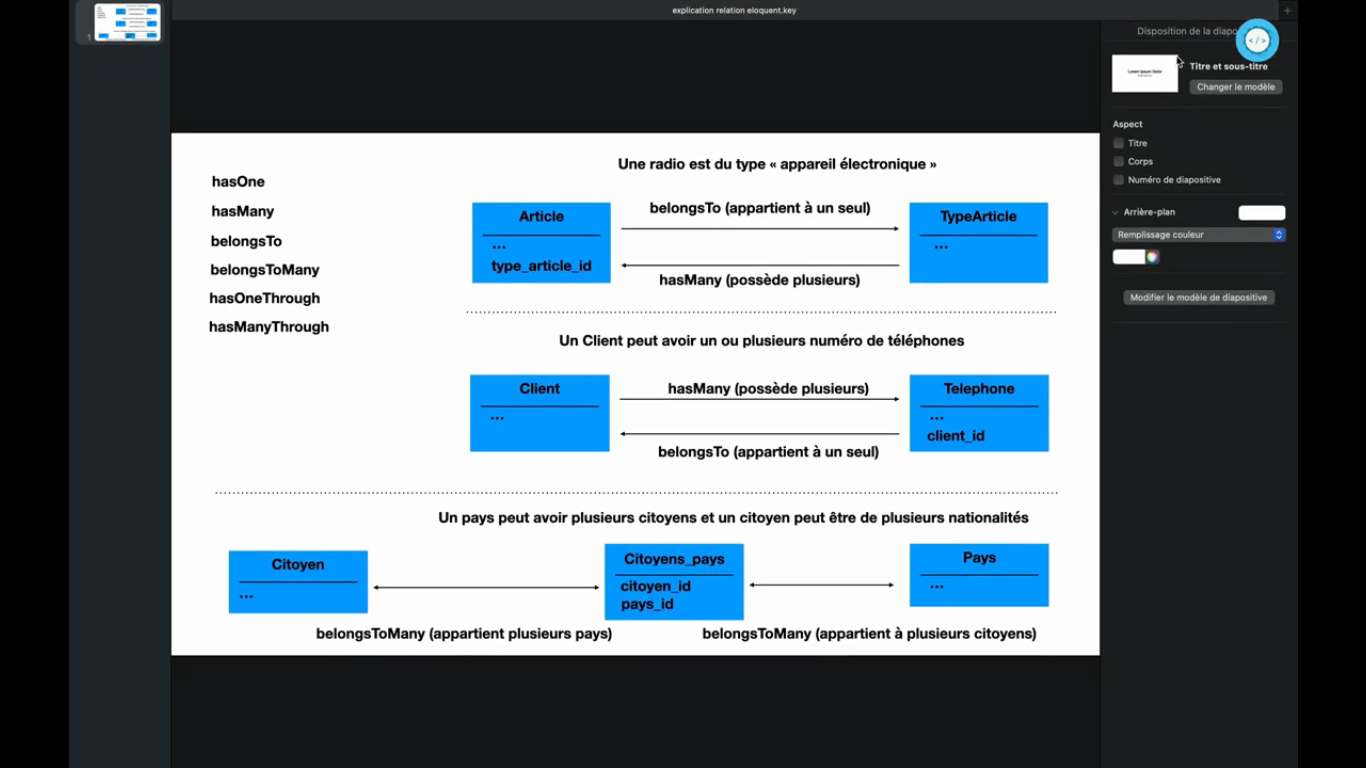 explication relation eloquent.key
+
1
Disposition de la diapo
</>
Titre et sous-titre
Changer le modèle
Aspect
Titre
Corps
Numéro de diapositive
Arrière-plan
Remplissage couleur
Modifier le modèle de diapositive
hasOne
hasMany
belongsTo
belongsToMany
hasOneThrough
hasManyThrough
Une radio est du type « appareil électronique »
Article
...
type_article_id
belongsTo (appartient à un seul)
hasMany (possède plusieurs)
TypeArticle
...
Un Client peut avoir un ou plusieurs numéro de téléphones
Client
...
hasMany (possède plusieurs)
belongsTo (appartient à un seul)
Telephone
...
client_id
Un pays peut avoir plusieurs citoyens et un citoyen peut être de plusieurs nationalités
Citoyen
...
Citoyens_pays
citoyen_id
pays_id
Pays
...
belongsToMany (appartient plusieurs pays)
belongsToMany (appartient à plusieurs citoyens)